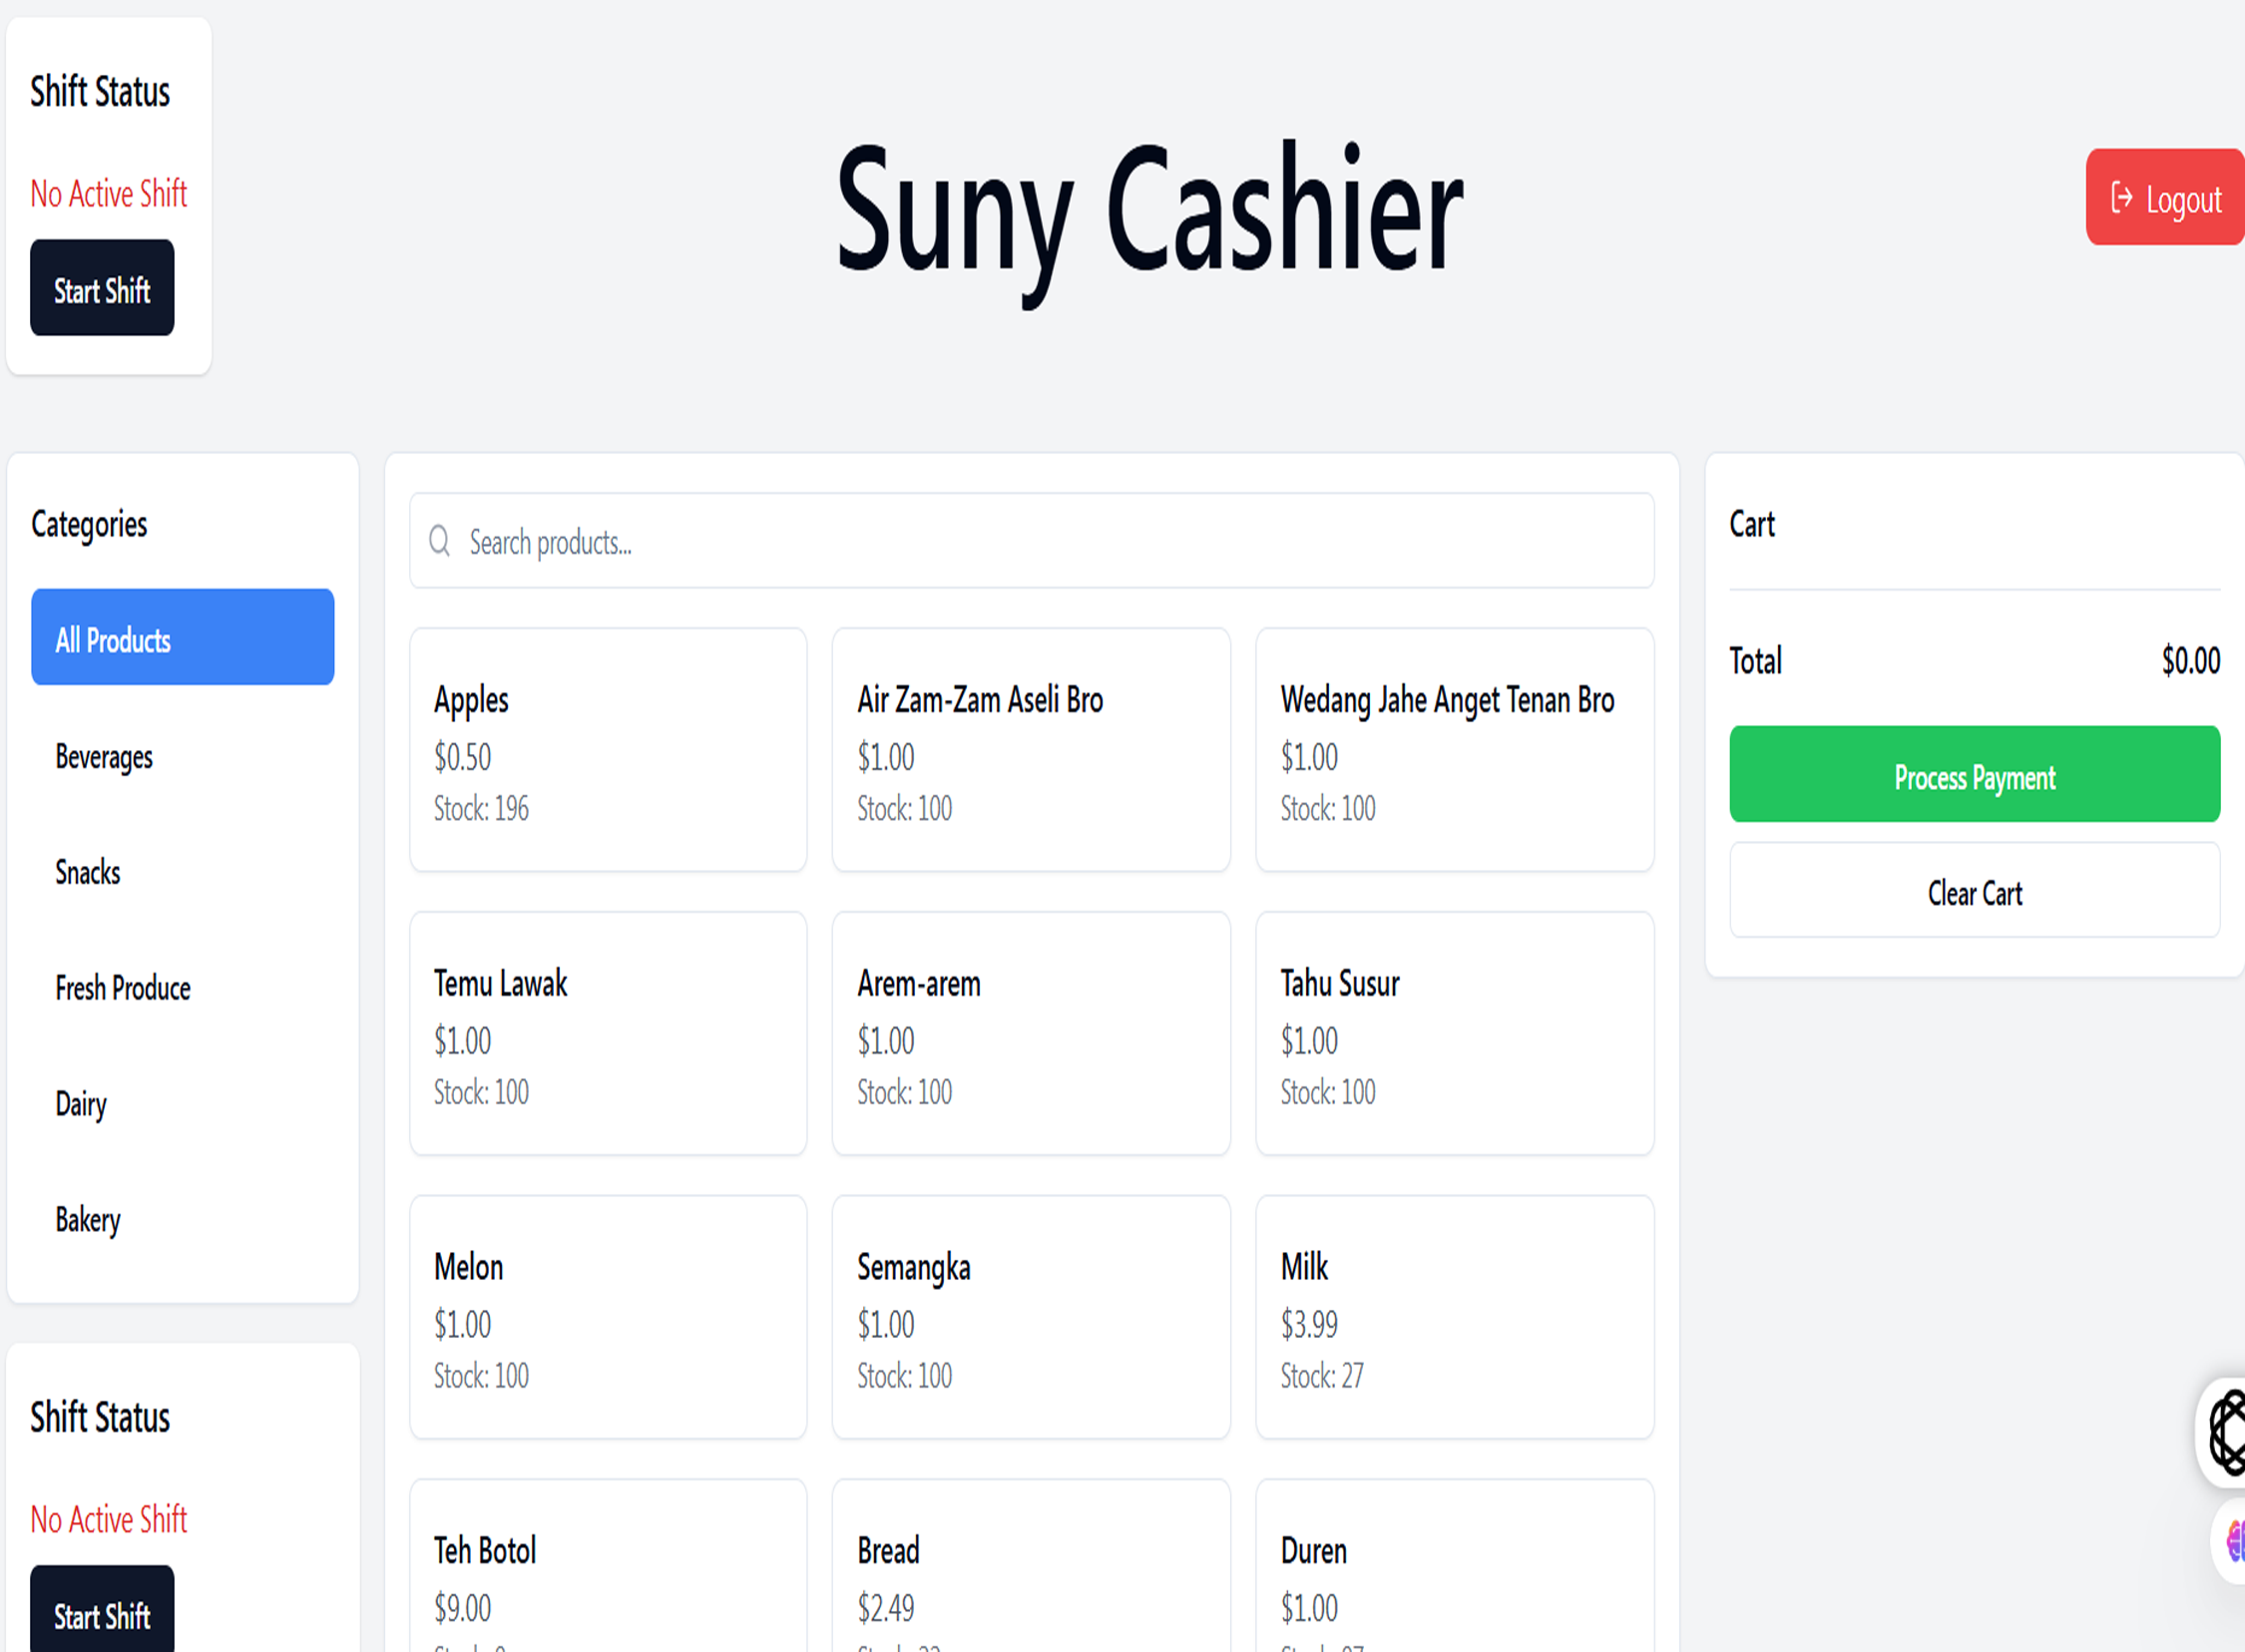 Shift Status
No Active Shift
Start Shift
Suny Cashier
Logout
Categories
All Products
Beverages
Snacks
Fresh Produce
Dairy
Bakery
Shift Status
No Active Shift
Start Shift
Search products...
Apples
$0.50
Stock: 196
Air Zam-Zam Aseli Bro
$1.00
Stock: 100
Wedang Jahe Anget Tenan Bro
$1.00
Stock: 100
Temu Lawak
$1.00
Stock: 100
Arem-arem
$1.00
Stock: 100
Tahu Susur
$1.00
Stock: 100
Melon
$1.00
Stock: 100
Semangka
$1.00
Stock: 100
Milk
$3.99
Stock: 27
Teh Botol
$9.00
Bread
$2.49
Duren
$1.00
Cart
Total $0.00
Process Payment
Clear Cart